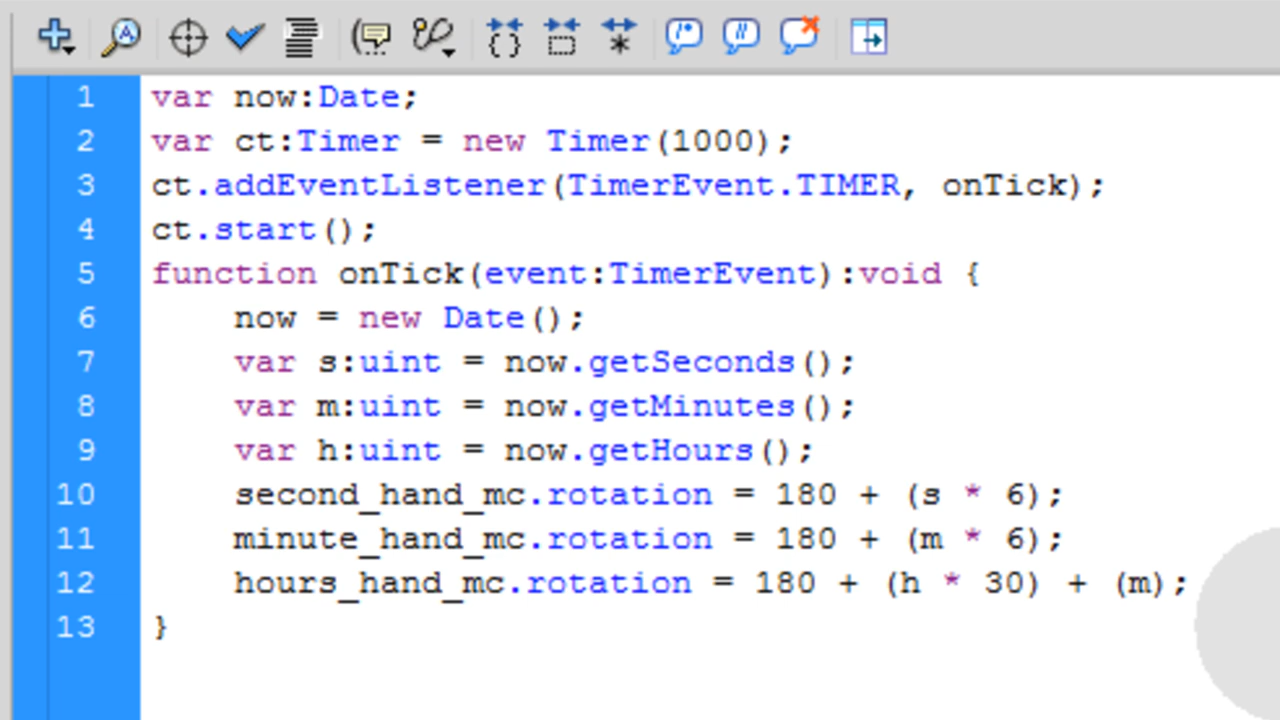 1 var now:Date;
2 var ct:Timer = new Timer(1000);
3 ct.addEventListener(TimerEvent.TIMER, onTick);
4 ct.start();
5 function onTick(event:TimerEvent):void {
6     now = new Date();
7     var s:uint = now.getSeconds();
8     var m:uint = now.getMinutes();
9     var h:uint = now.getHours();
10     second_hand_mc.rotation = 180 + (s * 6);
11     minute_hand_mc.rotation = 180 + (m * 6);
12     hours_hand_mc.rotation = 180 + (h * 30) + (m);
13 }